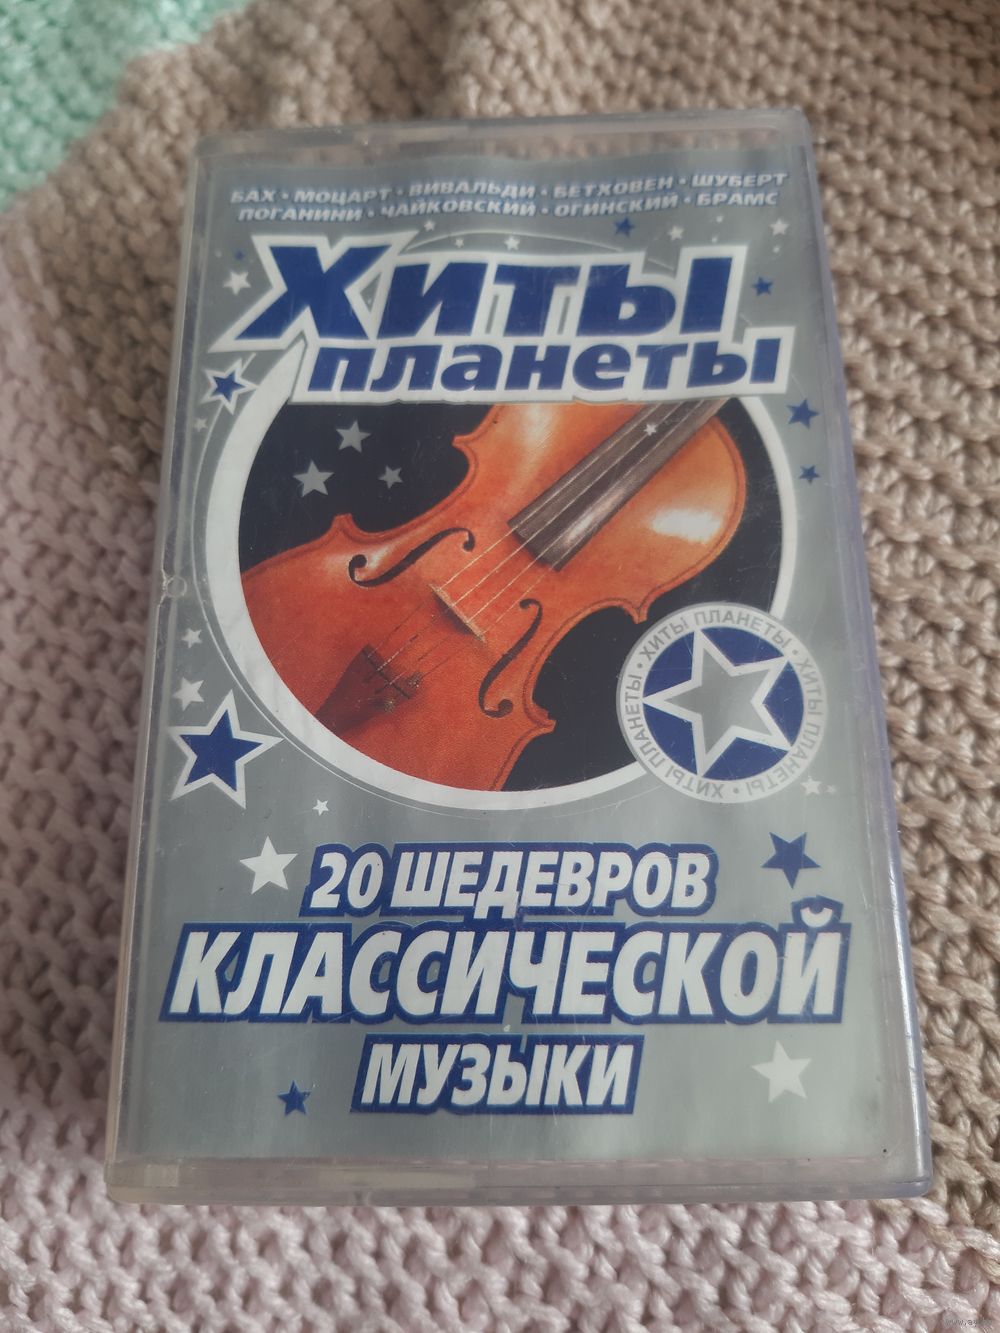 БАХ • МОЦАРТ • ВИВАЛЬДИ • БЕТХОВЕН • ШУБЕРТ
ПОГАНИНИ • ЧАЙКОВСКИЙ • ОГИНСКИЙ • БРАМС
ХИТЫ
ПЛАНЕТЫ
ХИТЫ ПЛАНЕТЫ • ХИТЫ ПЛАНЕТЫ • ХИТЫ ПЛАНЕТЫ •
20 ШЕДЕВРОВ
КЛАССИЧЕСКОЙ
МУЗЫКИ